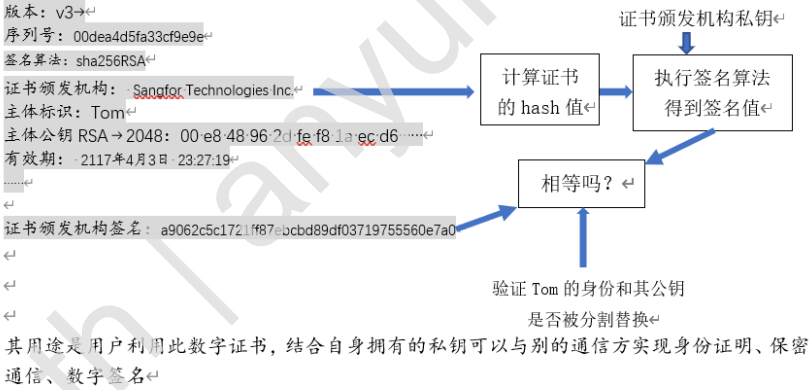 版本：v3
序列号：00dea4d5fa33cf9e9e
签名算法：sha256RSA
证书颁发机构：Sangfor Technologies Inc.
主体标识：Tom
主体公钥 RSA→2048：00 e8 48 96 2d fe f8 1a ec d6……
有效期：2117年4月3日 23:27:19
……
证书颁发机构签名：a9062c5c1721ff87ebcbd89df03719755560e7a0
证书颁发机构私钥
计算证书
的 hash 值
执行签名算法
得到签名值
相等吗？
验证 Tom 的身份和其公钥
是否被分割替换
其用途是用户利用此数字证书，结合自身拥有的私钥可以与别的通信方实现身份证明、保密
通信、数字签名
th | anyun